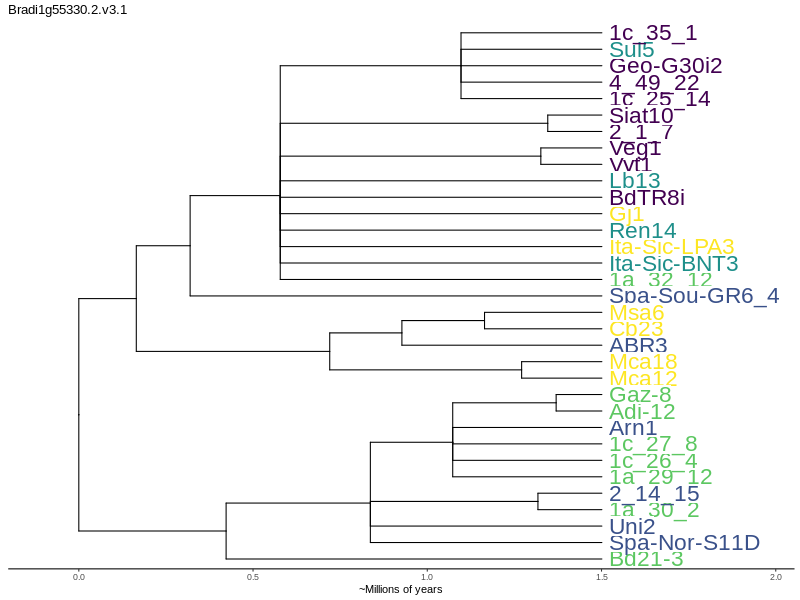 Bradi1g55330.2.v3.1
1c_35_1
Sul5
Geo-G30i2
4_49_22
1c_25_14
Siat10
2_1_7
Veg1
Vvt1
Lb13
BdTR8i
Gj1
Ren14
Ita-Sic-LPA3
Ita-Sic-BNT3
1a_32_12
Spa-Sou-GR6_4
Msa6
Cb23
ABR3
Mca18
Mca12
Gaz-8
Adi-12
Arn1
1c_27_8
1c_26_4
1a_29_12
2_14_15
1a_30_2
Uni2
Spa-Nor-S11D
Bd21-3
0.0 0.5 1.0 1.5 2.0
~Millions of years